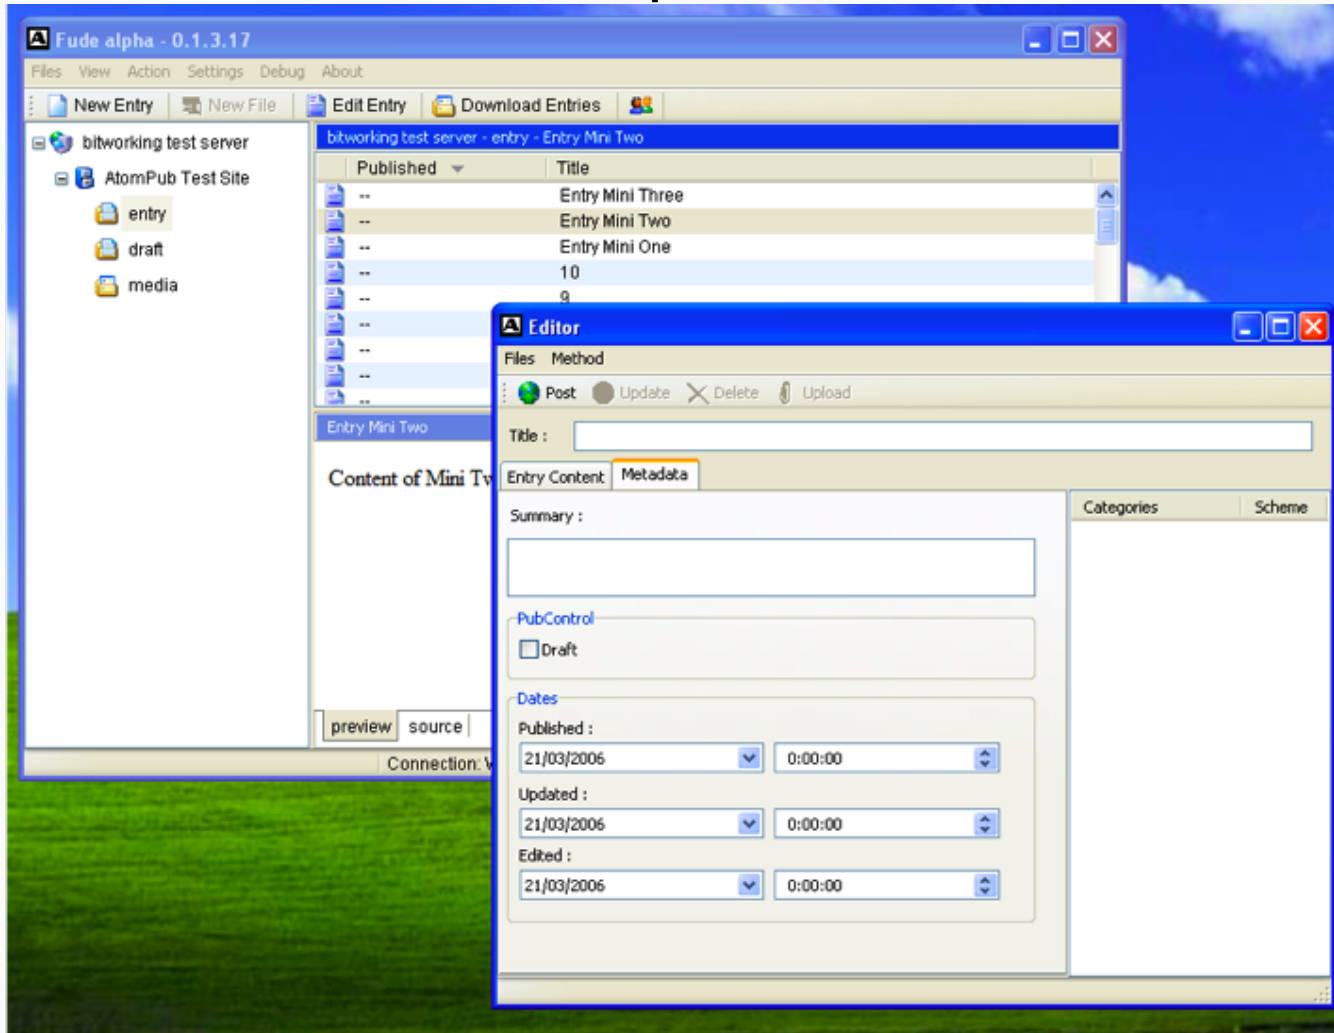 Fude alpha - 0.1.3.17
Files View Action Settings Debug About
New Entry New File Edit Entry Download Entries
bitworking test server
AtomPub Test Site
entry
draft
media
bitworking test server - entry - Entry Mini Two
Published Title
-- Entry Mini Three
-- Entry Mini Two
-- Entry Mini One
-- 10
-- 9
--
--
--
--
Entry Mini Two
Content of Mini
preview source
Connection:
Editor
Files Method
Post Update Delete Upload
Title :
Entry Content Metadata
Summary :
PubControl
Draft
Dates
Published :
21/03/2006 0:00:00
Updated :
21/03/2006 0:00:00
Edited :
21/03/2006 0:00:00
Categories Scheme